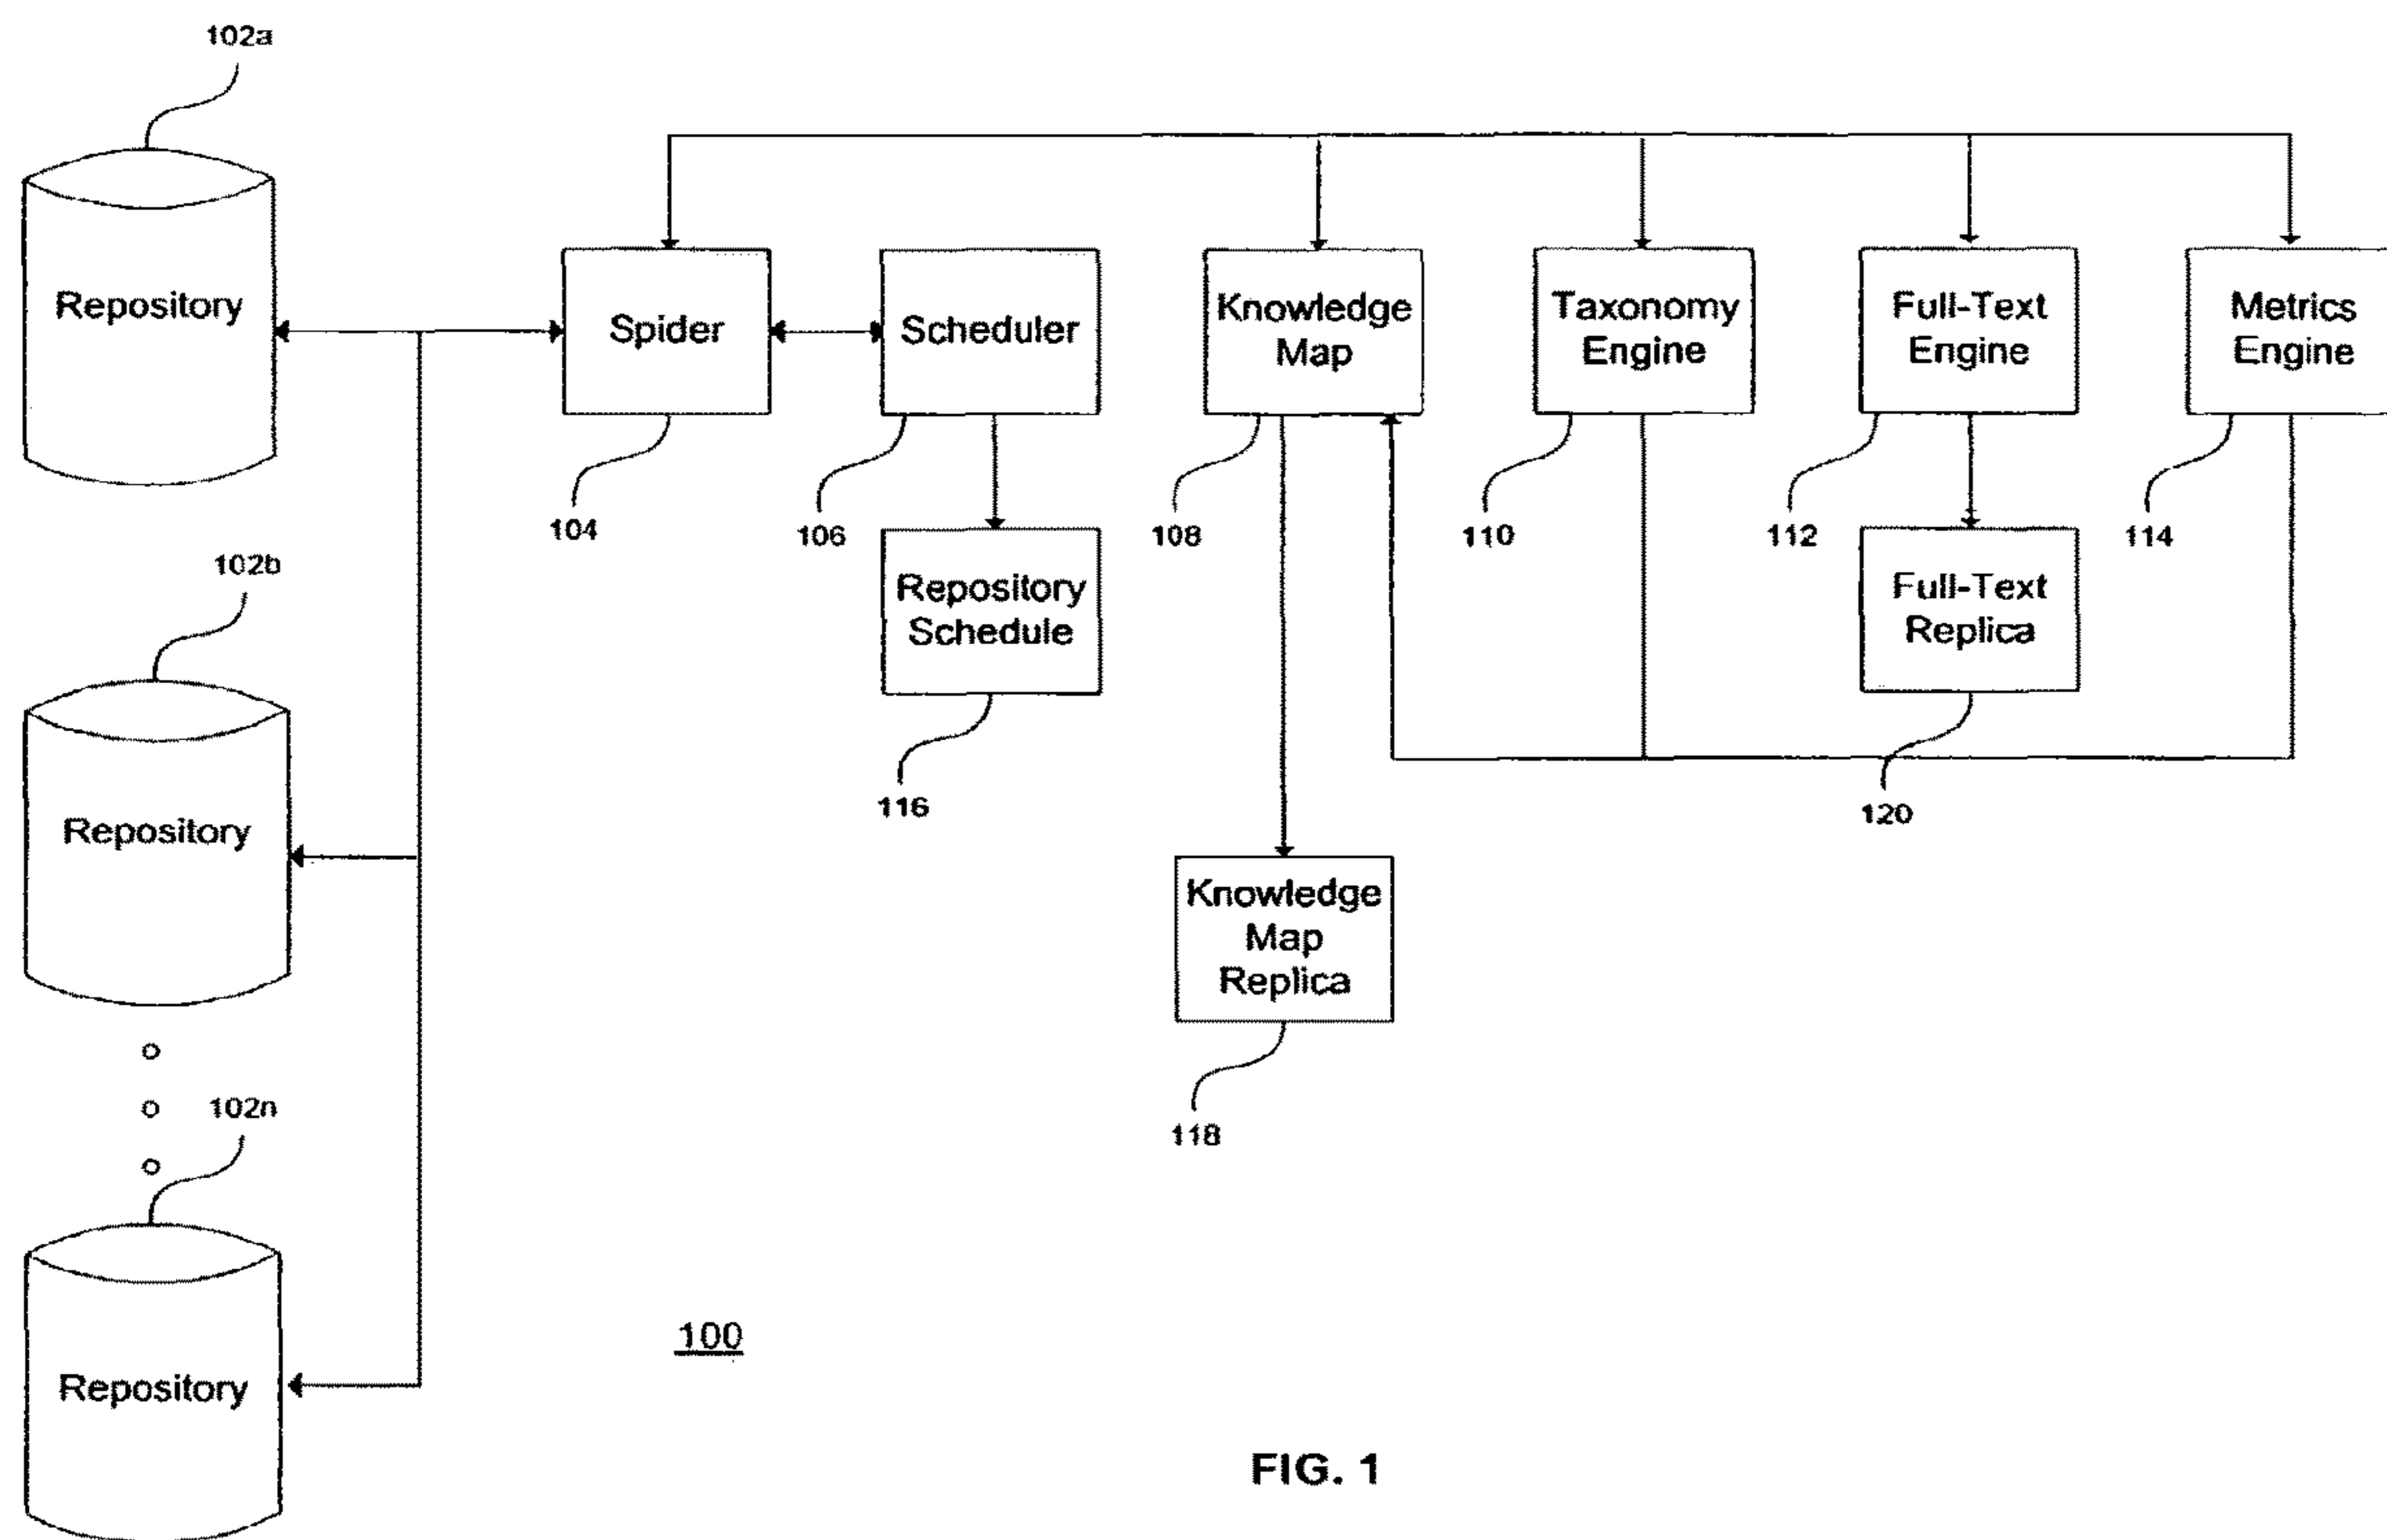 102a
Repository
Spider
Scheduler
Knowledge
Map
Taxonomy
Engine
Full-Text
Engine
Metrics
Engine
104
106
108
110
112
114
102b
Repository
Schedule
Full-Text
Replica
116
120
Repository
Knowledge
Map
Replica
102n
118
100
Repository
FIG. 1